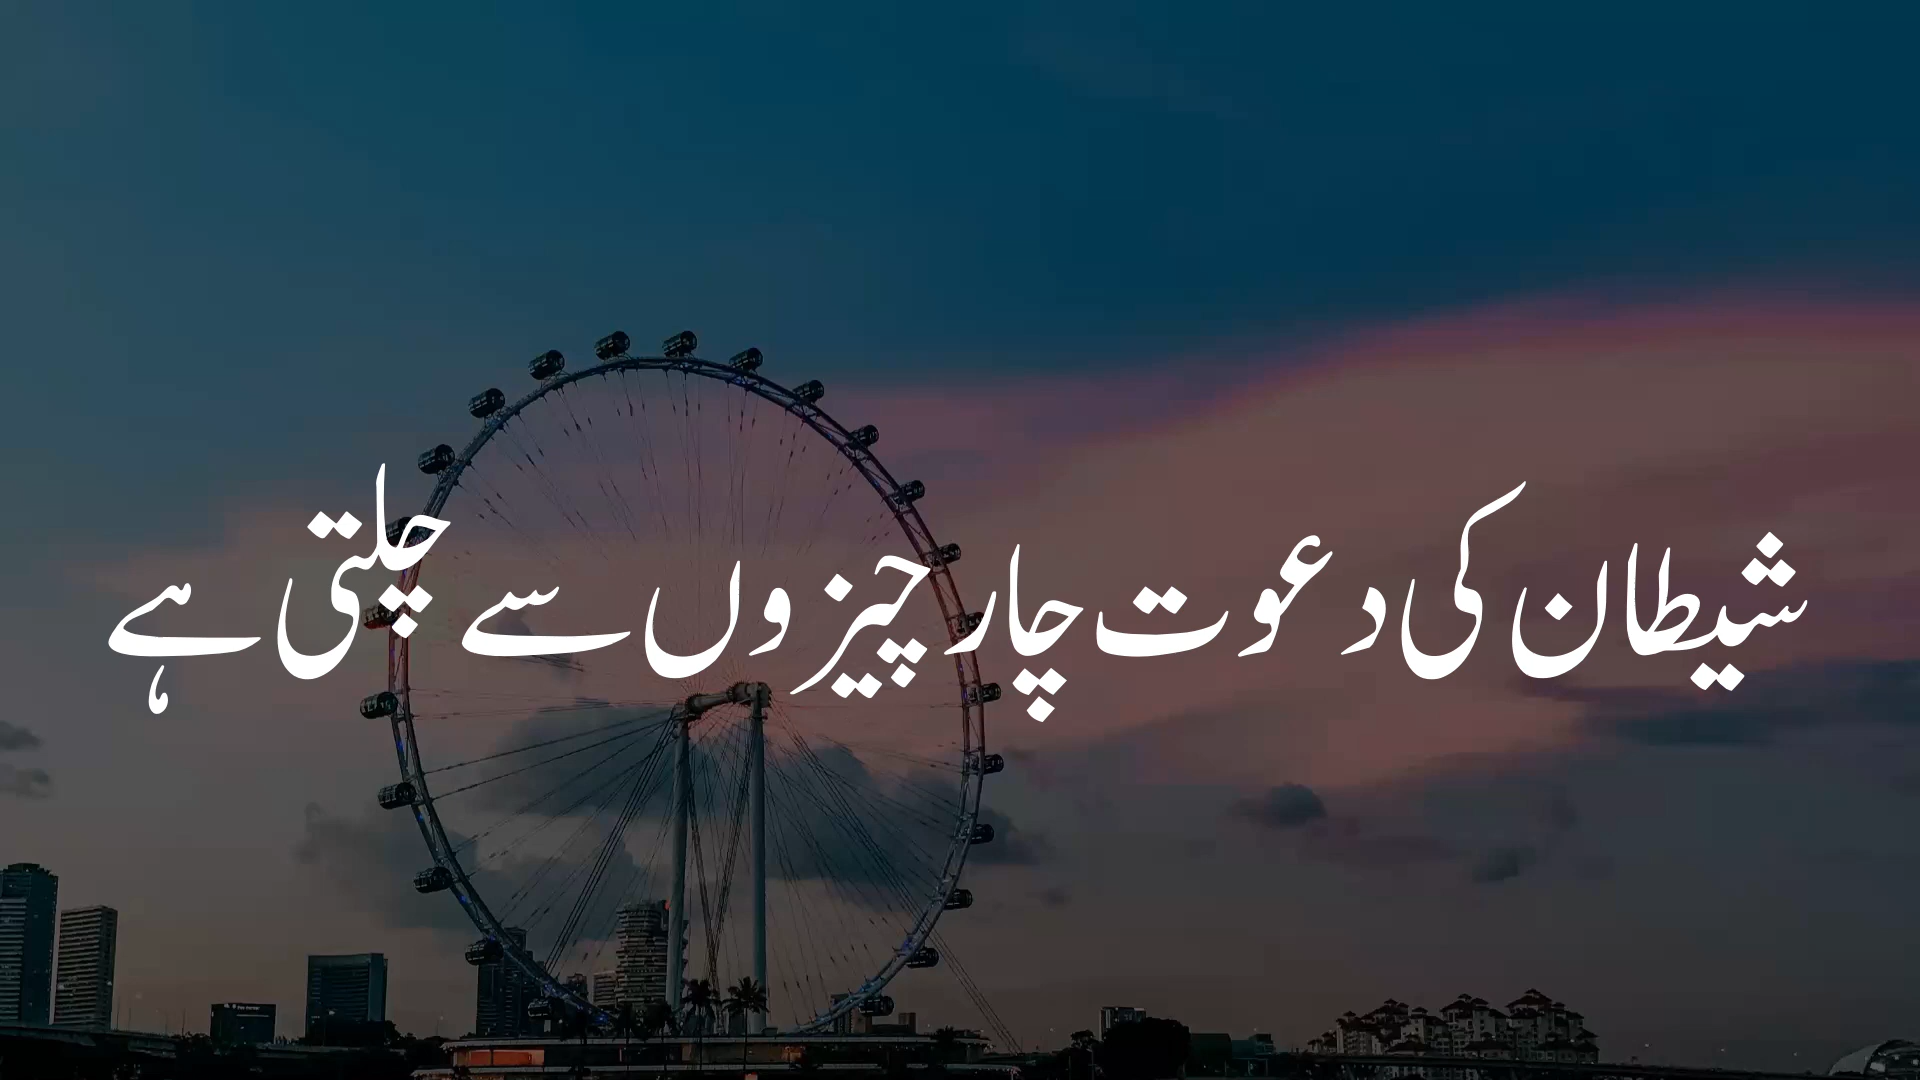 شیطان کی دعوت چار چیزوں سے چلتی ہے